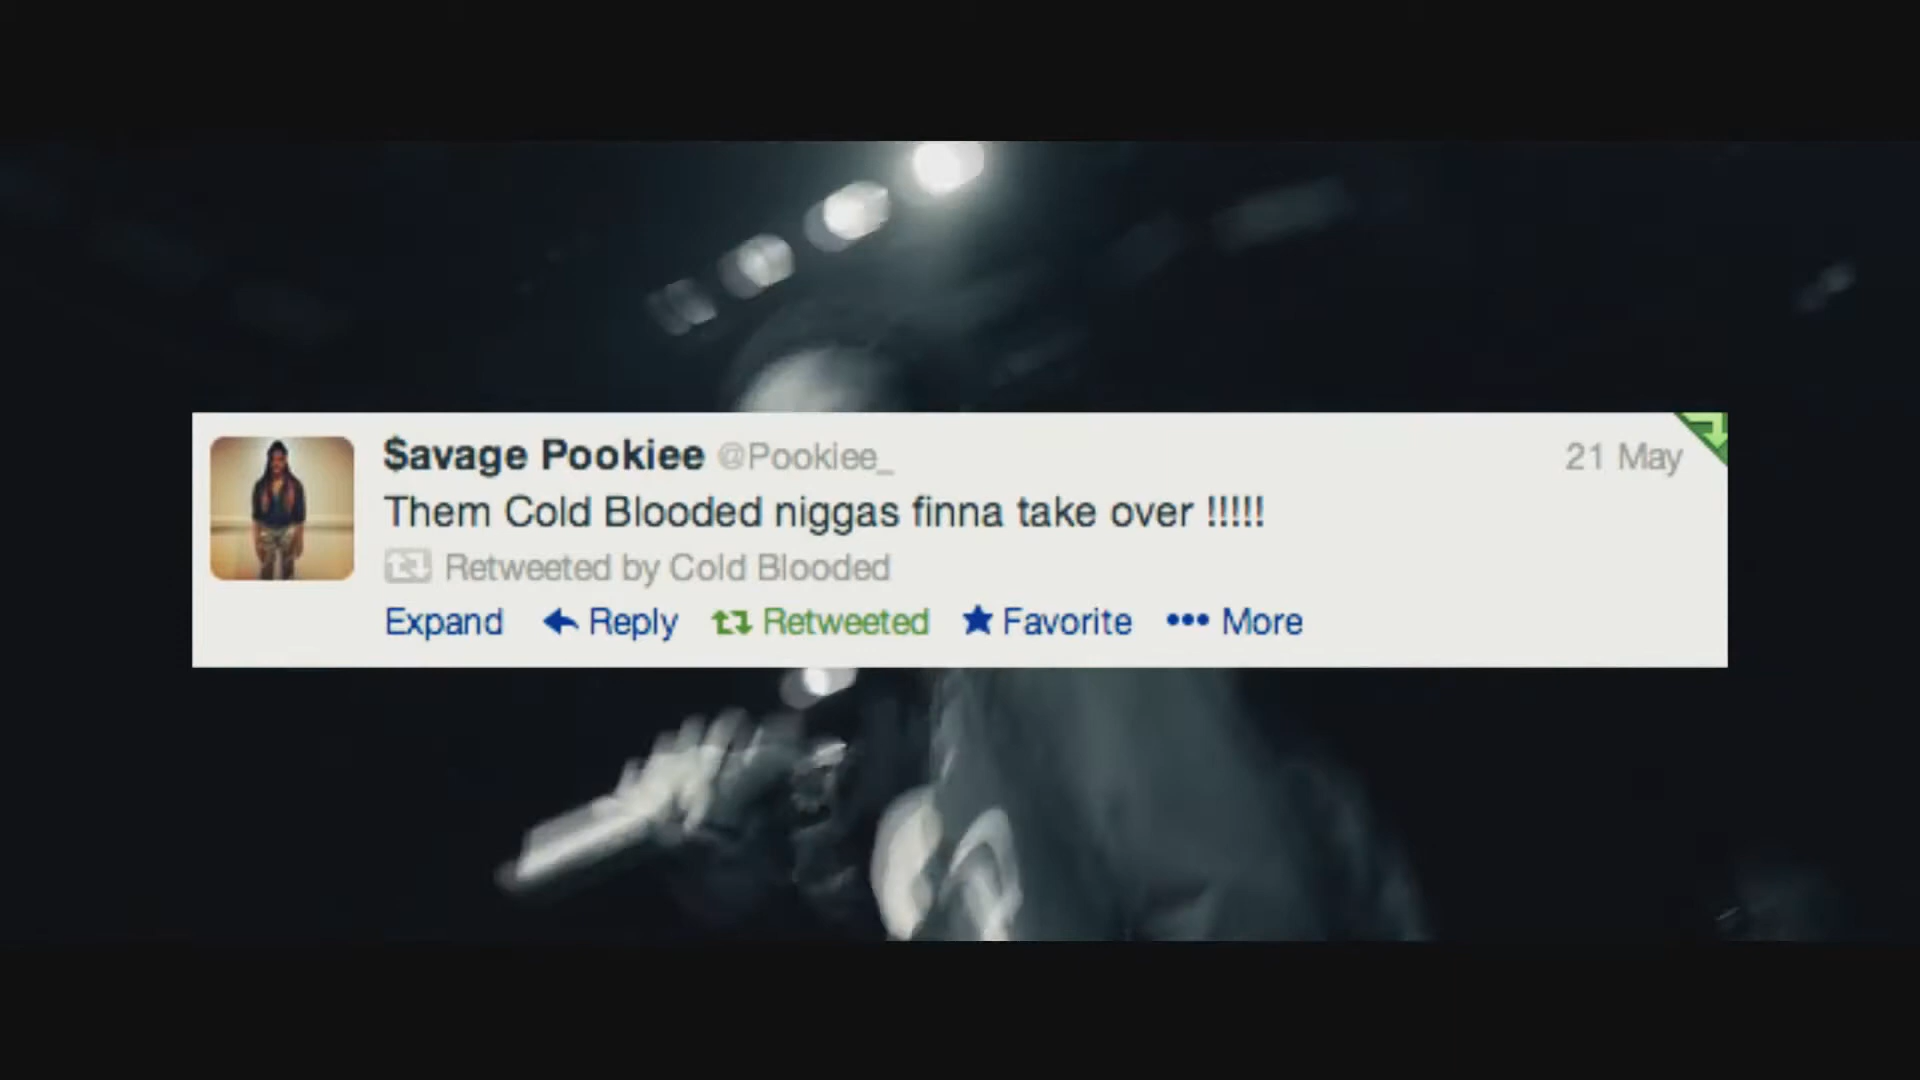 $avage Pookiee @Pookiee_ 21 May
Them Cold Blooded niggas finna take over !!!!!
Retweeted by Cold Blooded
Expand Reply Retweeted Favorite More